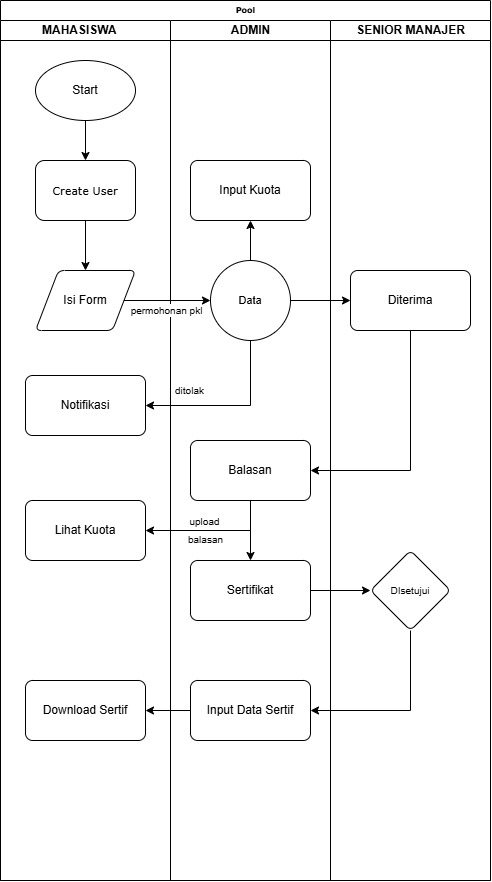 Pool
MAHASISWA
ADMIN
SENIOR MANAJER
Start
Create User
Input Kuota
Isi Form
permohonan pkl
Data
Diterima
ditolak
Notifikasi
Balasan
Lihat Kuota
upload
balasan
Sertifikat
DIsetujui
Download Sertif
Input Data Sertif